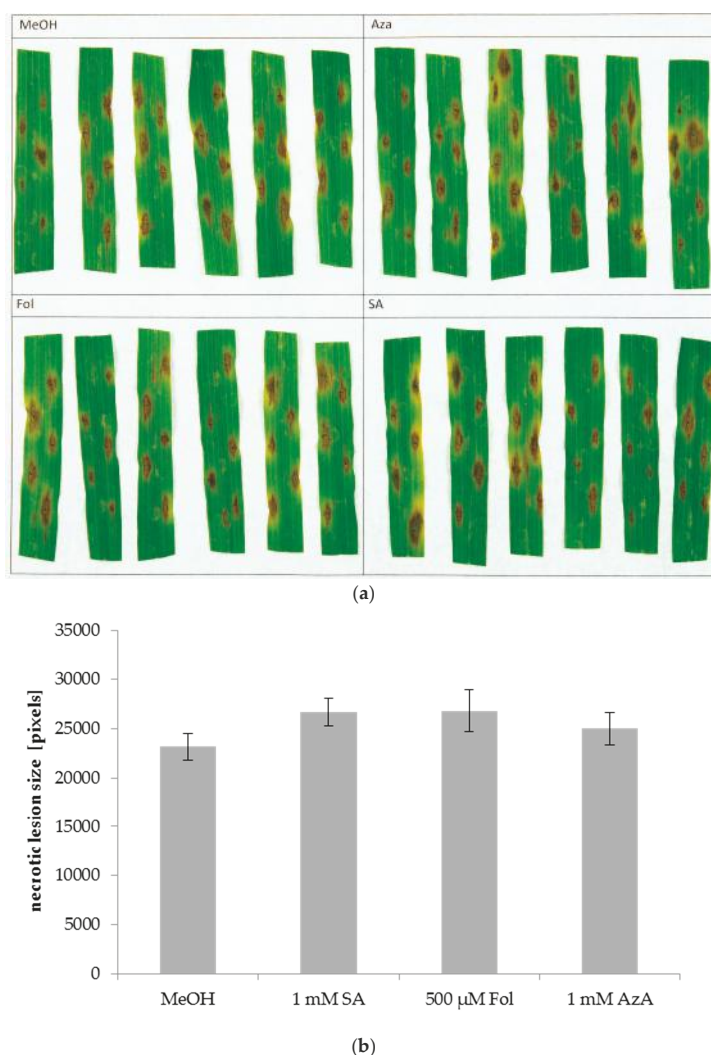 MeOH
Aza
Fol
SA
(a)
35000
30000
25000
20000
15000
10000
5000
0
necrotic lesion size [pixels]
MeOH
1 mM SA
500 µM Fol
1 mM AzA
(b)